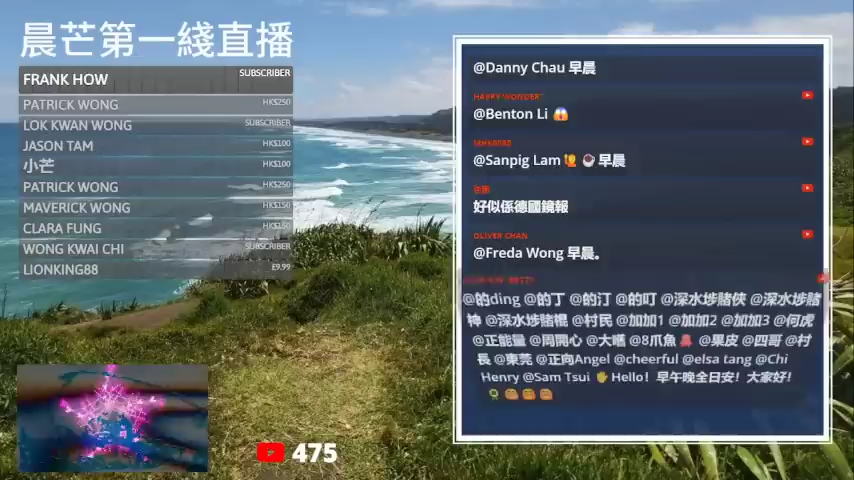 晨芒第一綫直播
FRANK HOW SUBSCRIBER
PATRICK WONG HK$250
LOK KWAN WONG SUBSCRIBER
JASON TAM HK$100
小芒 HK$100
PATRICK WONG HK$250
MAVERICK WONG HK$150
CLARA FUNG
WONG KWAI CHI SUBSCRIBER
LIONKING88 £9.99
475
@Danny Chau 早晨
HAPPY WONDER
@Benton Li 😱
@Sanpig Lam 🙋 ☕ 早晨
好似係德國鏡報
OLIVER CHAN
@Freda Wong 早晨。
@的ding @的丁 @的汀 @的叮 @深水埗賭俠 @深水埗賭
神 @深水埗賭棍 @村民 @加加1 @加加2 @加加3 @何虎
@正能量 @周開心 @大嚿 @8爪魚 @果皮 @四哥 @村
長 @東莞 @正向Angel @cheerful @elsa tang @Chi
Henry @Sam Tsui 🖐 Hello! 早午晚全日安! 大家好!